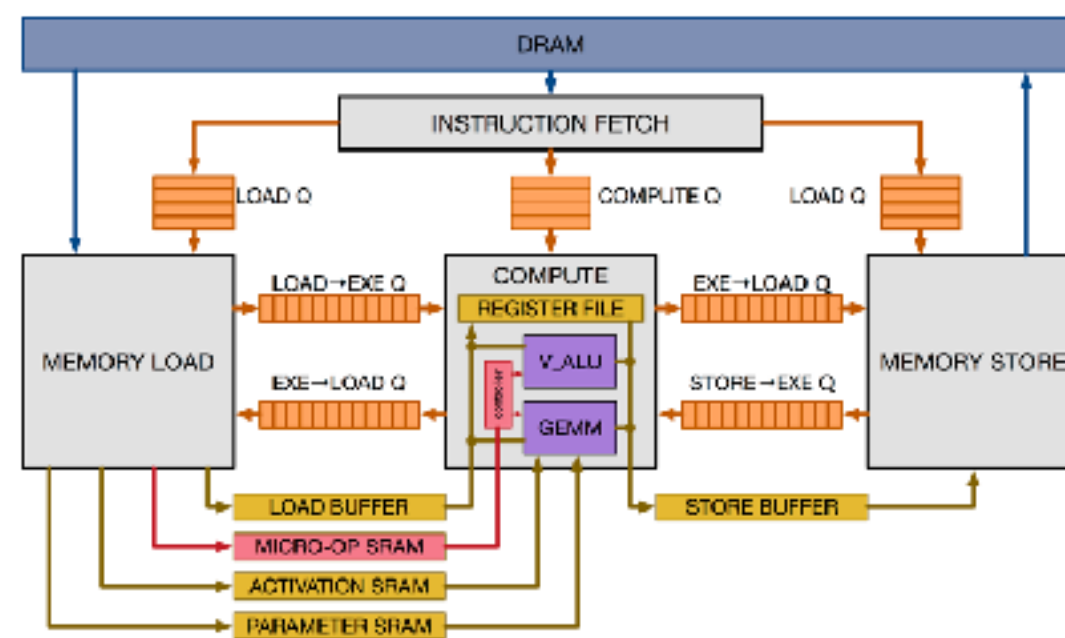 DRAM
INSTRUCTION FETCH
LOAD Q
COMPUTE Q
LOAD Q
LOAD→EXE Q
COMPUTE
EXE→LOAD Q
REGISTER FILE
MEMORY LOAD
V_ALU
MEMORY STORE
EXE→LOAD Q
controller
STORE→EXE Q
GEMM
LOAD BUFFER
STORE BUFFER
MICRO-OP SRAM
ACTIVATION SRAM
PARAMETER SRAM